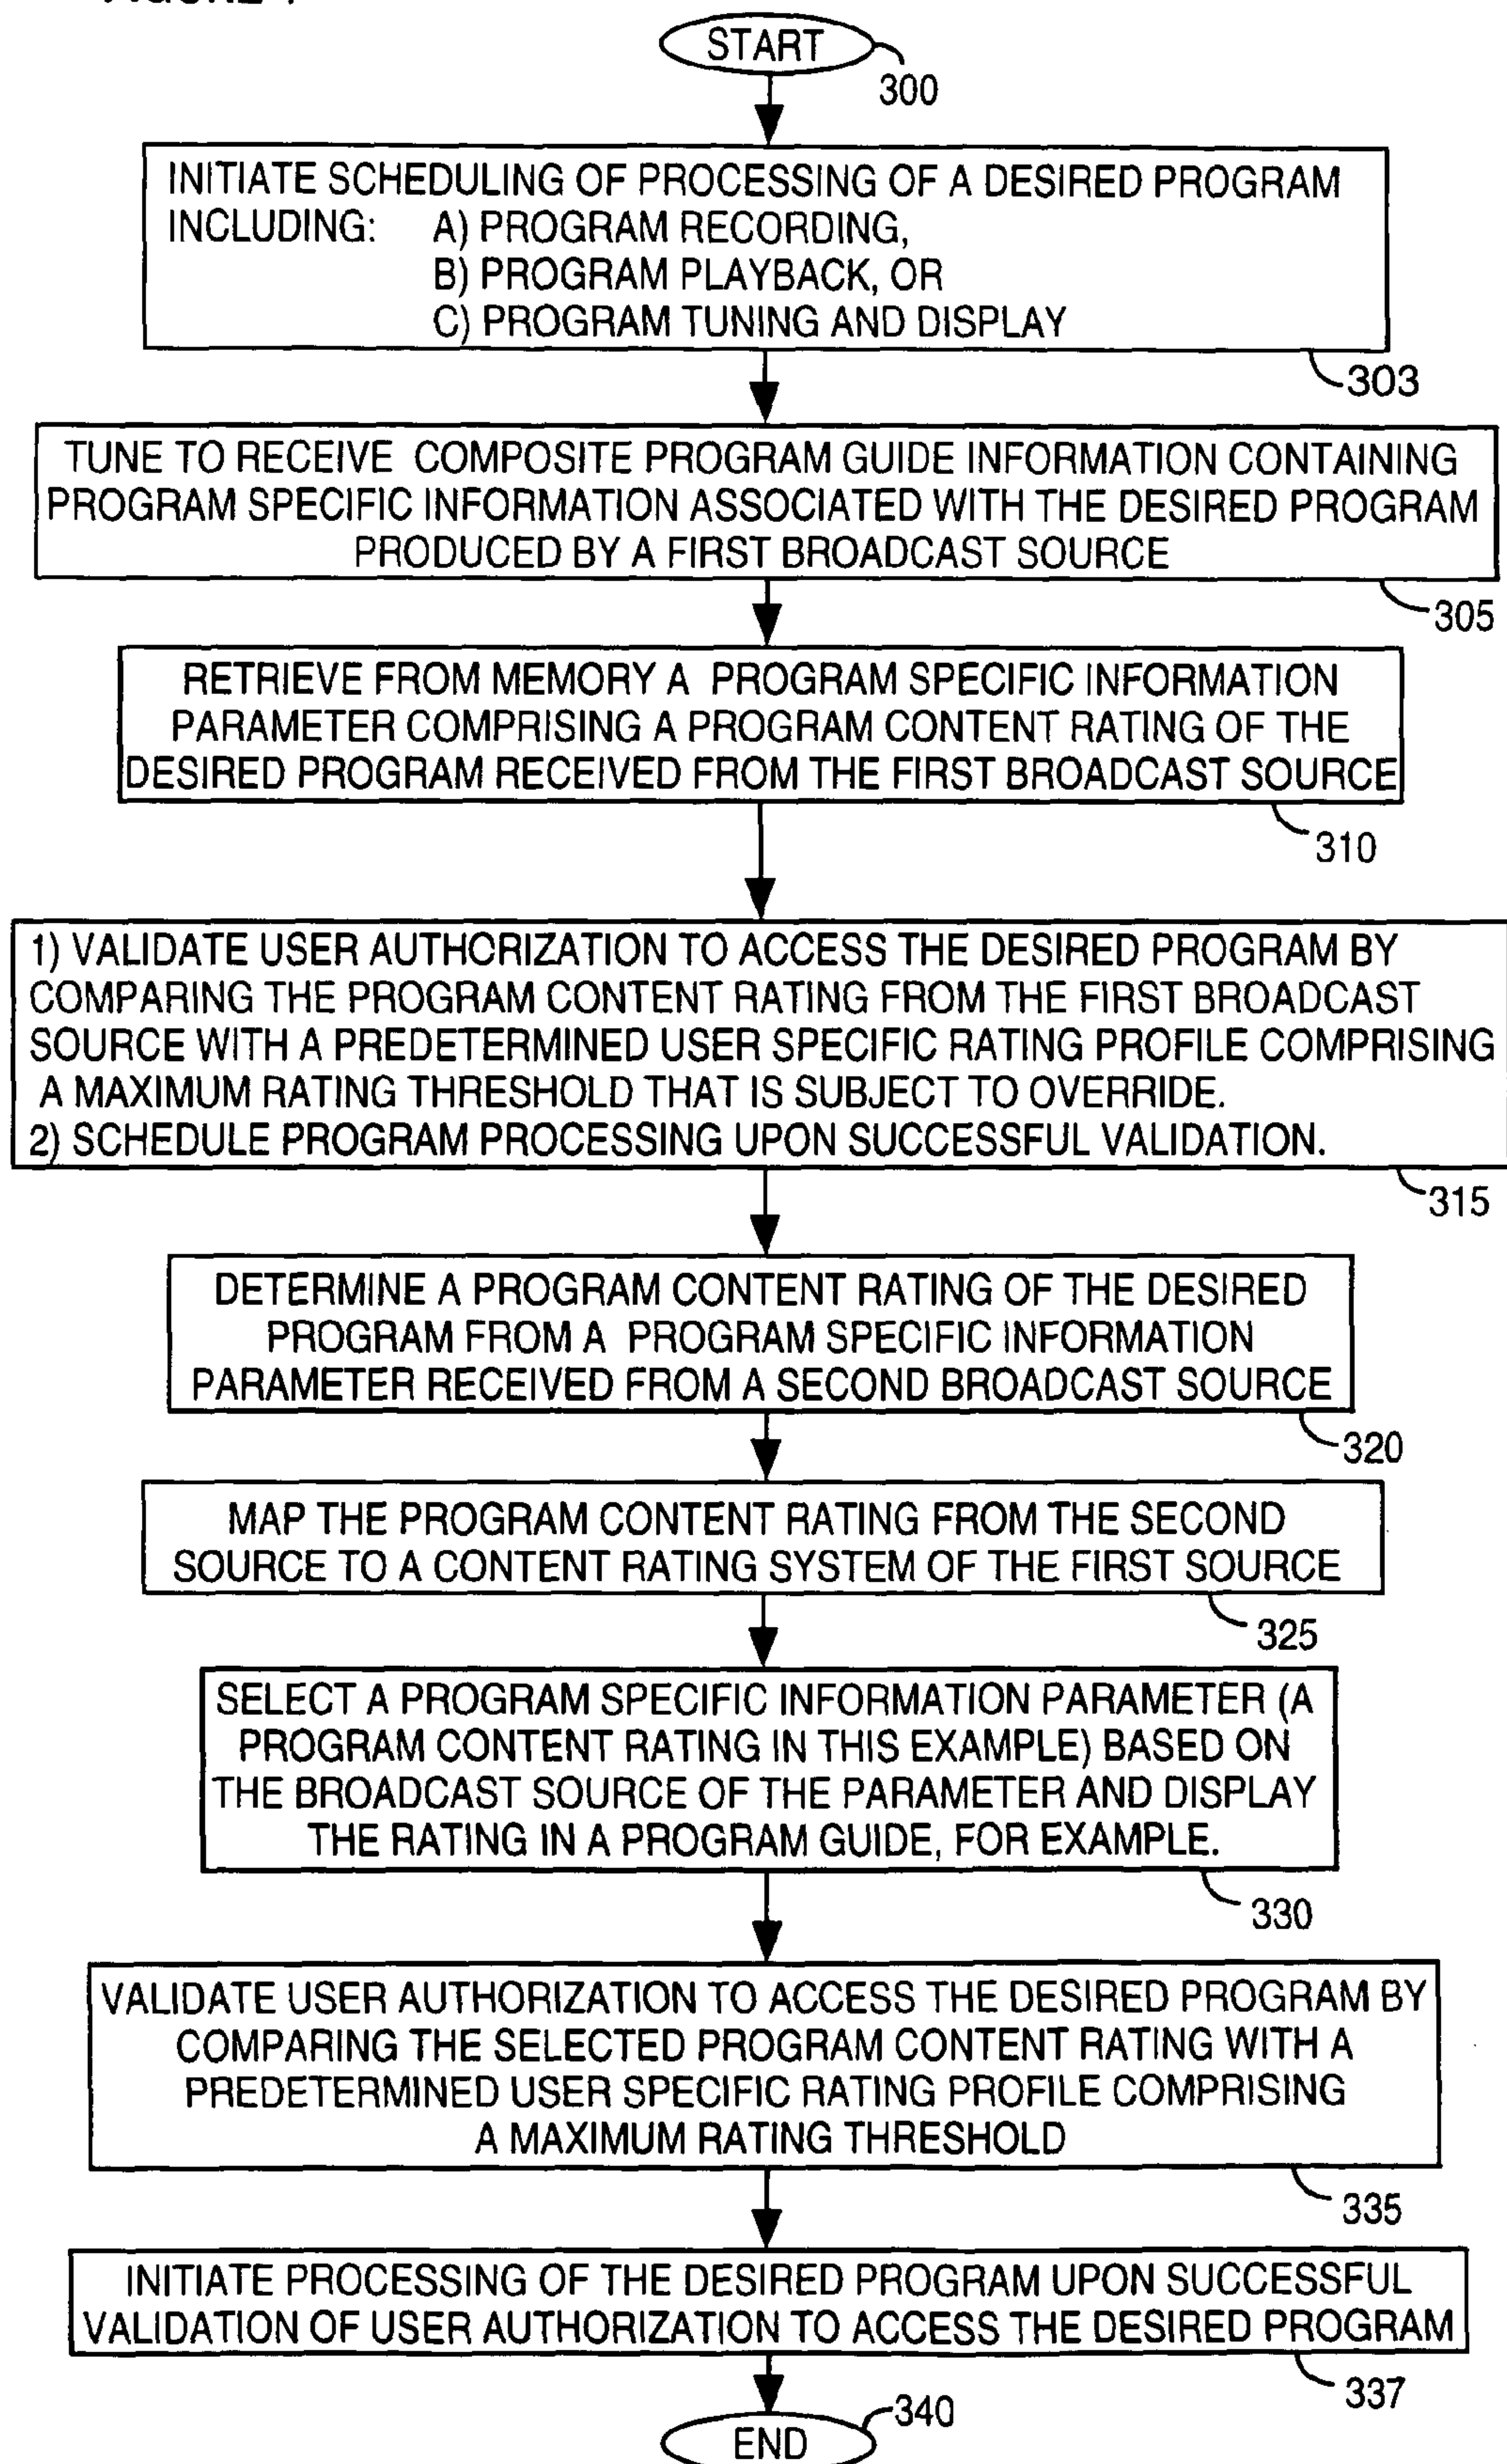 START
300
INITIATE SCHEDULING OF PROCESSING OF A DESIRED PROGRAM
INCLUDING: A) PROGRAM RECORDING,
B) PROGRAM PLAYBACK, OR
C) PROGRAM TUNING AND DISPLAY
303
TUNE TO RECEIVE COMPOSITE PROGRAM GUIDE INFORMATION CONTAINING
PROGRAM SPECIFIC INFORMATION ASSOCIATED WITH THE DESIRED PROGRAM
PRODUCED BY A FIRST BROADCAST SOURCE
305
RETRIEVE FROM MEMORY A PROGRAM SPECIFIC INFORMATION
PARAMETER COMPRISING A PROGRAM CONTENT RATING OF THE
DESIRED PROGRAM RECEIVED FROM THE FIRST BROADCAST SOURCE
310
1) VALIDATE USER AUTHORIZATION TO ACCESS THE DESIRED PROGRAM BY
COMPARING THE PROGRAM CONTENT RATING FROM THE FIRST BROADCAST
SOURCE WITH A PREDETERMINED USER SPECIFIC RATING PROFILE COMPRISING
A MAXIMUM RATING THRESHOLD THAT IS SUBJECT TO OVERRIDE.
2) SCHEDULE PROGRAM PROCESSING UPON SUCCESSFUL VALIDATION.
315
DETERMINE A PROGRAM CONTENT RATING OF THE DESIRED
PROGRAM FROM A PROGRAM SPECIFIC INFORMATION
PARAMETER RECEIVED FROM A SECOND BROADCAST SOURCE
320
MAP THE PROGRAM CONTENT RATING FROM THE SECOND
SOURCE TO A CONTENT RATING SYSTEM OF THE FIRST SOURCE
325
SELECT A PROGRAM SPECIFIC INFORMATION PARAMETER (A
PROGRAM CONTENT RATING IN THIS EXAMPLE) BASED ON
THE BROADCAST SOURCE OF THE PARAMETER AND DISPLAY
THE RATING IN A PROGRAM GUIDE, FOR EXAMPLE.
330
VALIDATE USER AUTHORIZATION TO ACCESS THE DESIRED PROGRAM BY
COMPARING THE SELECTED PROGRAM CONTENT RATING WITH A
PREDETERMINED USER SPECIFIC RATING PROFILE COMPRISING
A MAXIMUM RATING THRESHOLD
335
INITIATE PROCESSING OF THE DESIRED PROGRAM UPON SUCCESSFUL
VALIDATION OF USER AUTHORIZATION TO ACCESS THE DESIRED PROGRAM
337
340
END